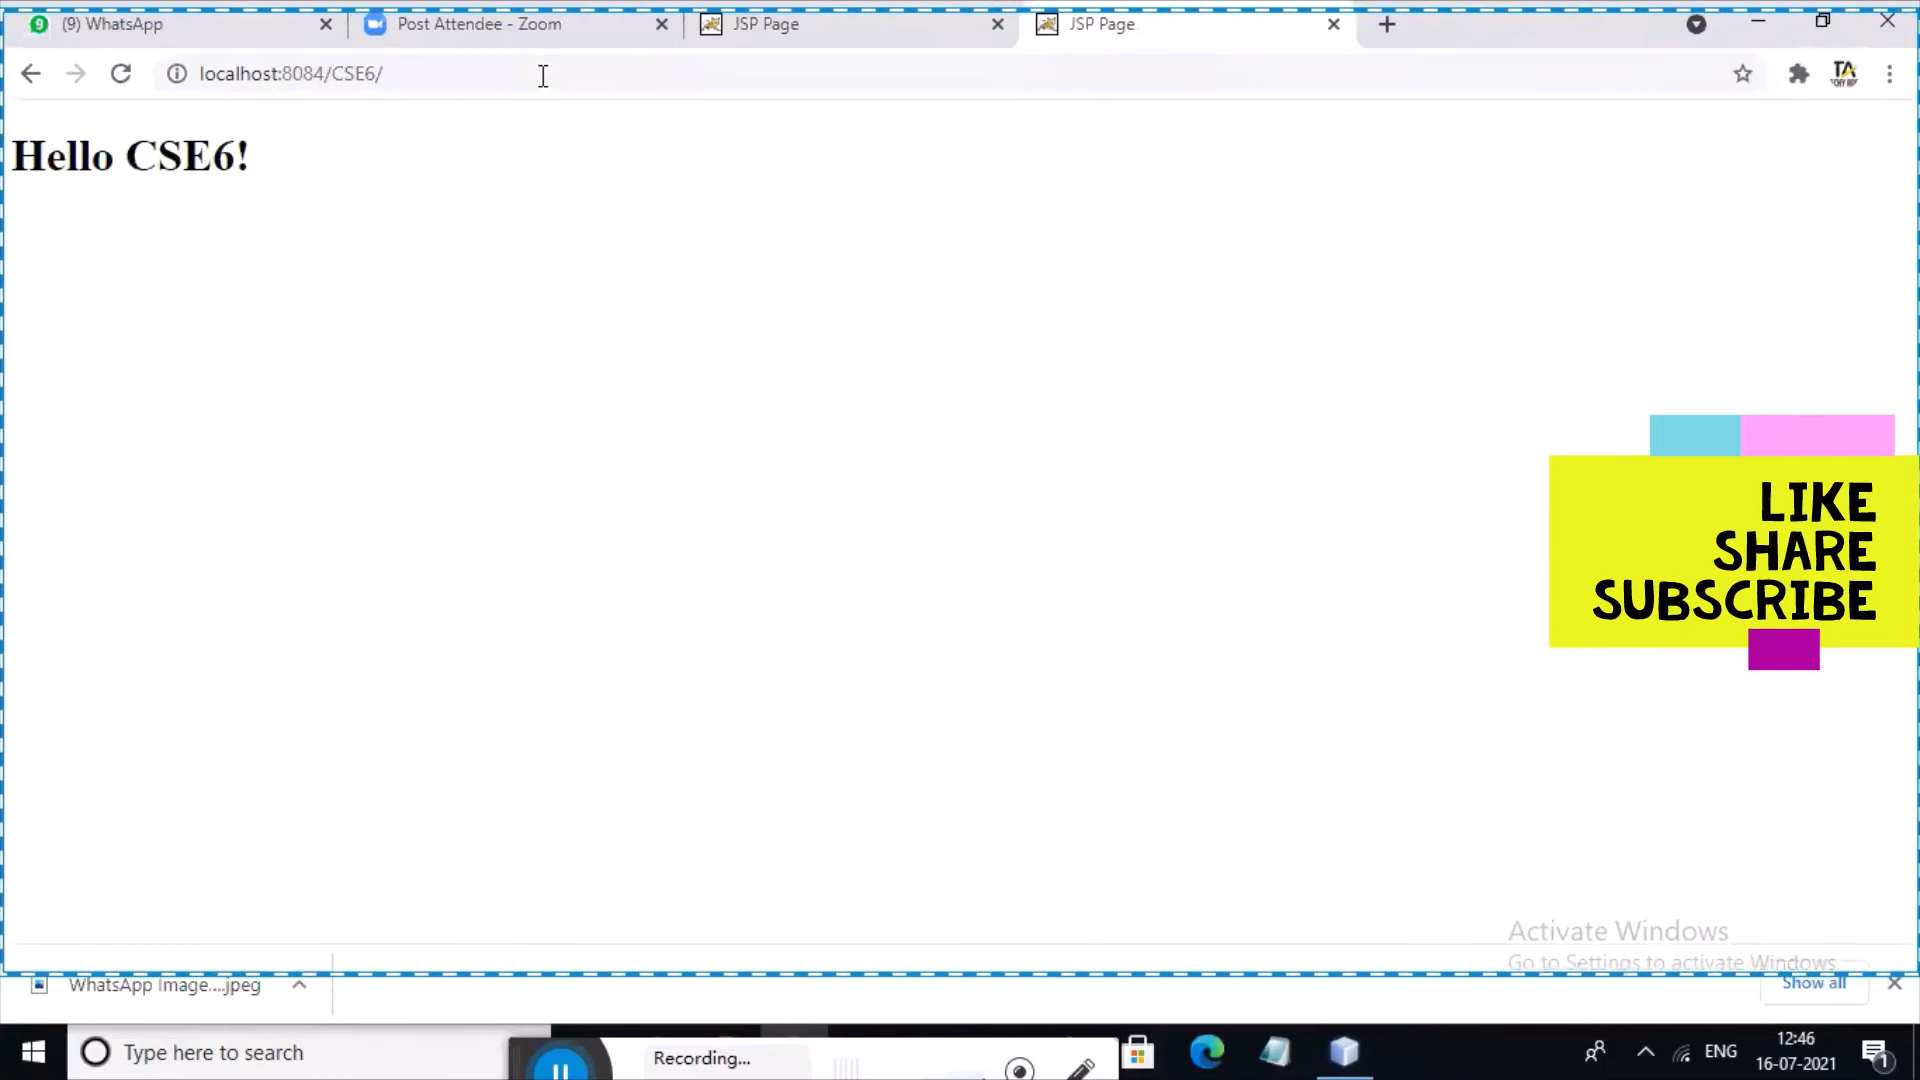 (9) WhatsApp
Post Attendee - Zoom
JSP Page
JSP Page
localhost:8084/CSE6/
Hello CSE6!
LIKE
SHARE
SUBSCRIBE
Activate Windows
Go to Settings to activate Windows.
WhatsApp Image....jpeg
Show all
Type here to search
Recording...
ENG
12:46
16-07-2021
1